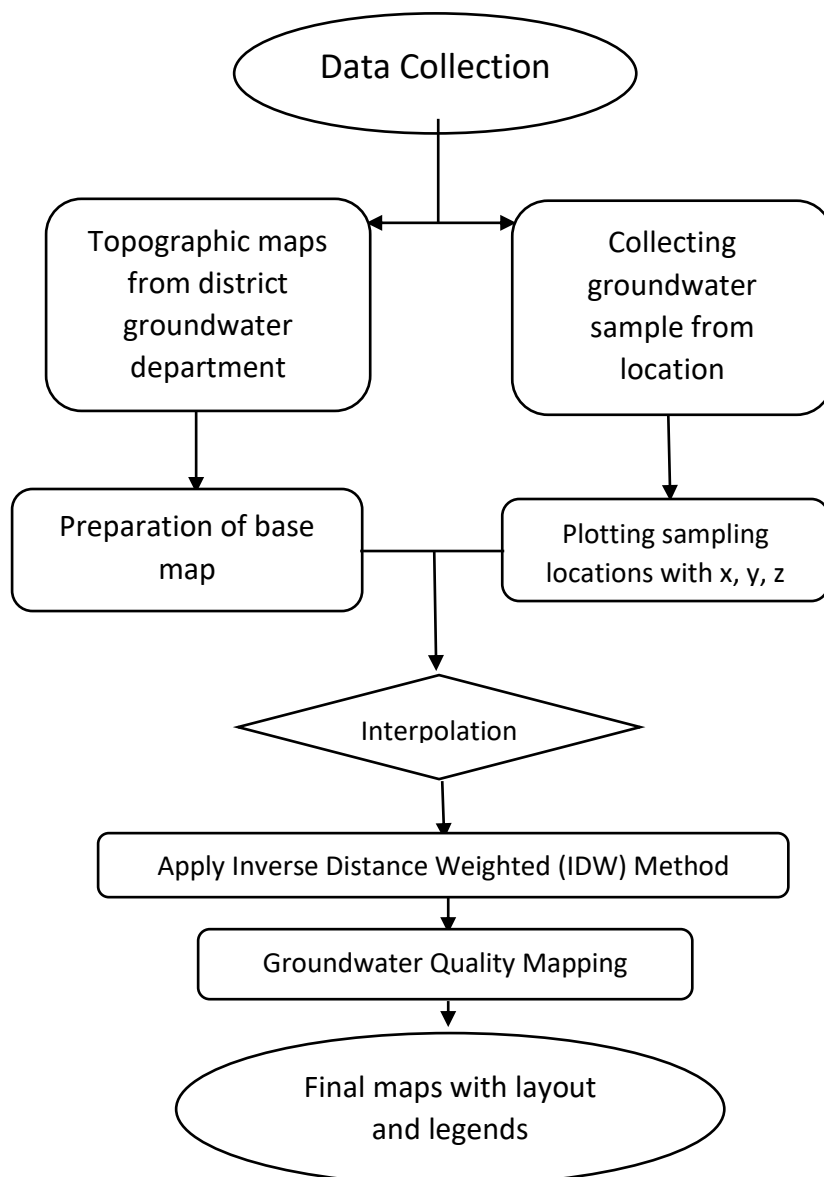 Data Collection
Topographic maps
from district
groundwater
department
Collecting
groundwater
sample from
location
Preparation of base
map
Plotting sampling
locations with x, y, z
Interpolation
Apply Inverse Distance Weighted (IDW) Method
Groundwater Quality Mapping
Final maps with layout
and legends